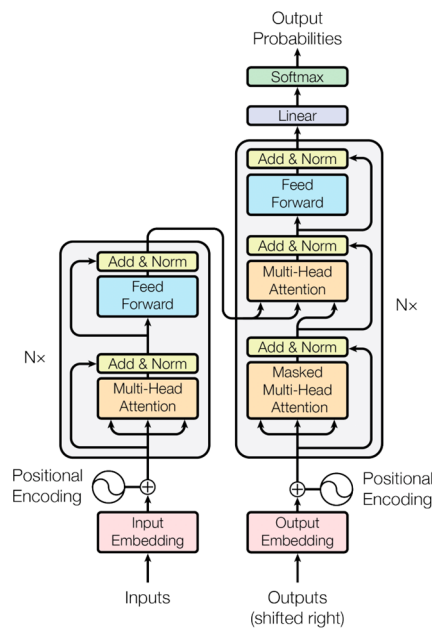 Output
Probabilities
Softmax
Linear
Add & Norm
Feed
Forward
Add & Norm
Multi-Head
Attention
N×
Add & Norm
Masked
Multi-Head
Attention
Positional
Encoding
Output
Embedding
Outputs
(shifted right)
Add & Norm
Feed
Forward
N×
Add & Norm
Multi-Head
Attention
Positional
Encoding
Input
Embedding
Inputs